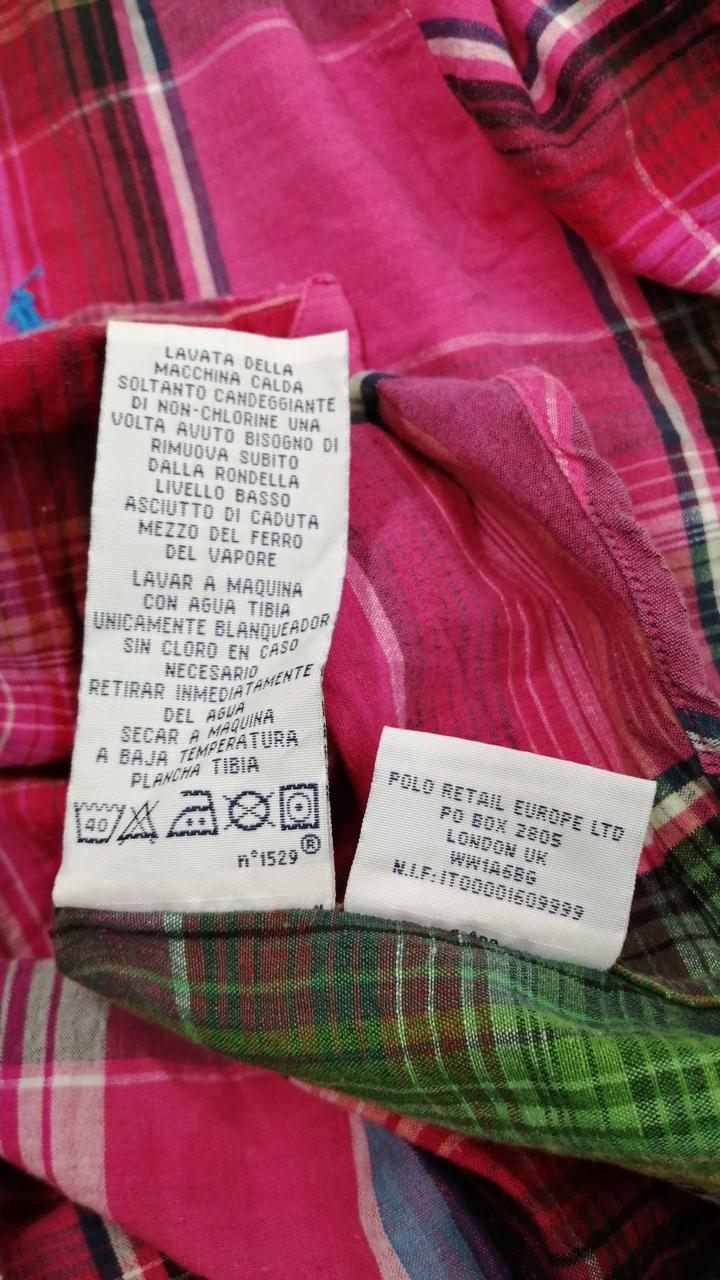 LAVATA DELLA
MACCHINA CALDA
SOLTANTO CANDEGGIANTE
DI NON-CHLORINE UNA
VOLTA AVUTO BISOGNO DI
RIMUOVA SUBITO
DALLA RONDELLA
LIVELLO BASSO
ASCIUTTO DI CADUTA
MEZZO DEL FERRO
DEL VAPORE
LAVAR A MAQUINA
CON AGUA TIBIA
UNICAMENTE BLANQUEADOR
SIN CLORO EN CASO
NECESARIO
RETIRAR INMEDIATAMENTE
DEL AGUA
SECAR A MAQUINA
A BAJA TEMPERATURA
PLANCHA TIBIA
40
n°1529®
POLO RETAIL EUROPE LTD
PO BOX 2805
LONDON UK
WW1A6BG
N.I.F: IT00001609999